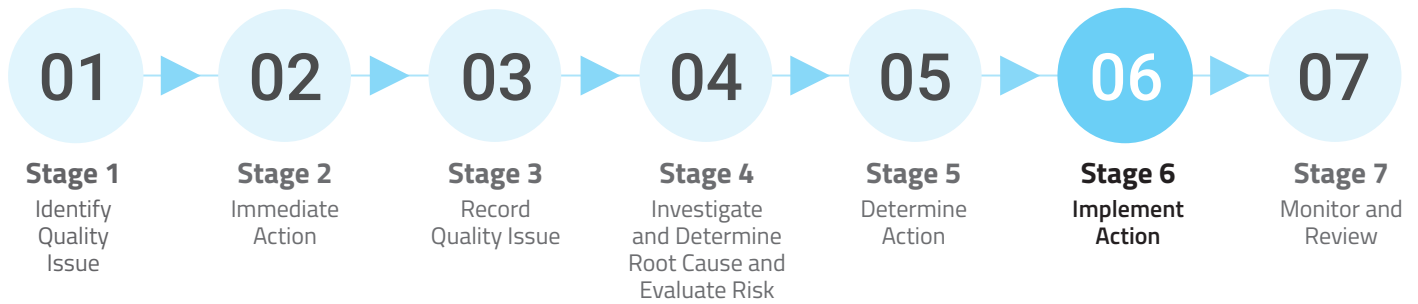 01
02
03
04
05
06
07
Stage 1
Identify
Quality
Issue
Stage 2
Immediate
Action
Stage 3
Record
Quality Issue
Stage 4
Investigate
and Determine
Root Cause and
Evaluate Risk
Stage 5
Determine
Action
Stage 6
Implement
Action
Stage 7
Monitor and
Review